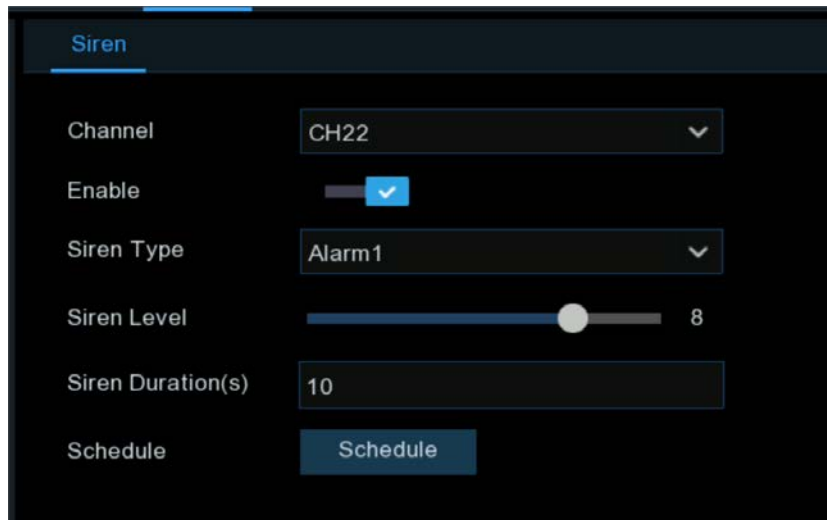 Siren
Channel CH22
Enable
Siren Type Alarm1
Siren Level 8
Siren Duration(s) 10
Schedule Schedule